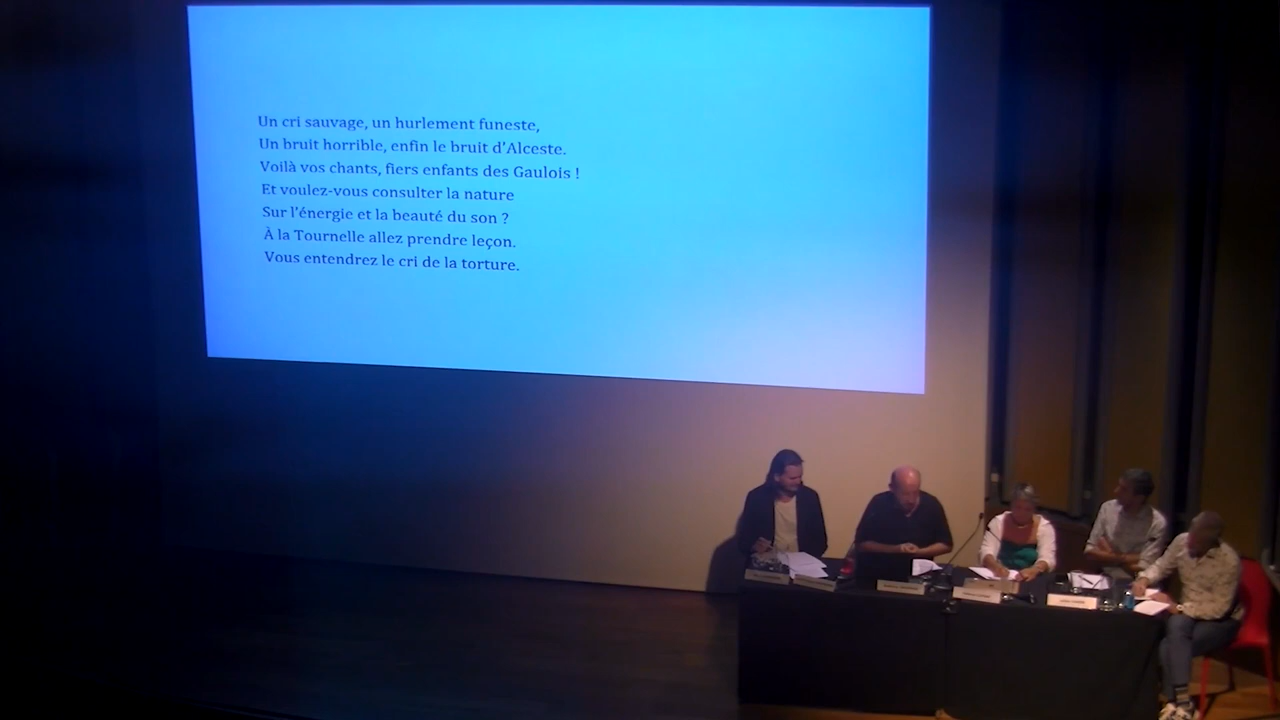 Un cri sauvage, un hurlement funeste,
Un bruit horrible, enfin le bruit d'Alceste.
Voilà vos chants, fiers enfants des Gaulois !
Et voulez-vous consulter la nature
Sur l'énergie et la beauté du son ?
À la Tournelle allez prendre leçon.
Vous entendrez le cri de la torture.